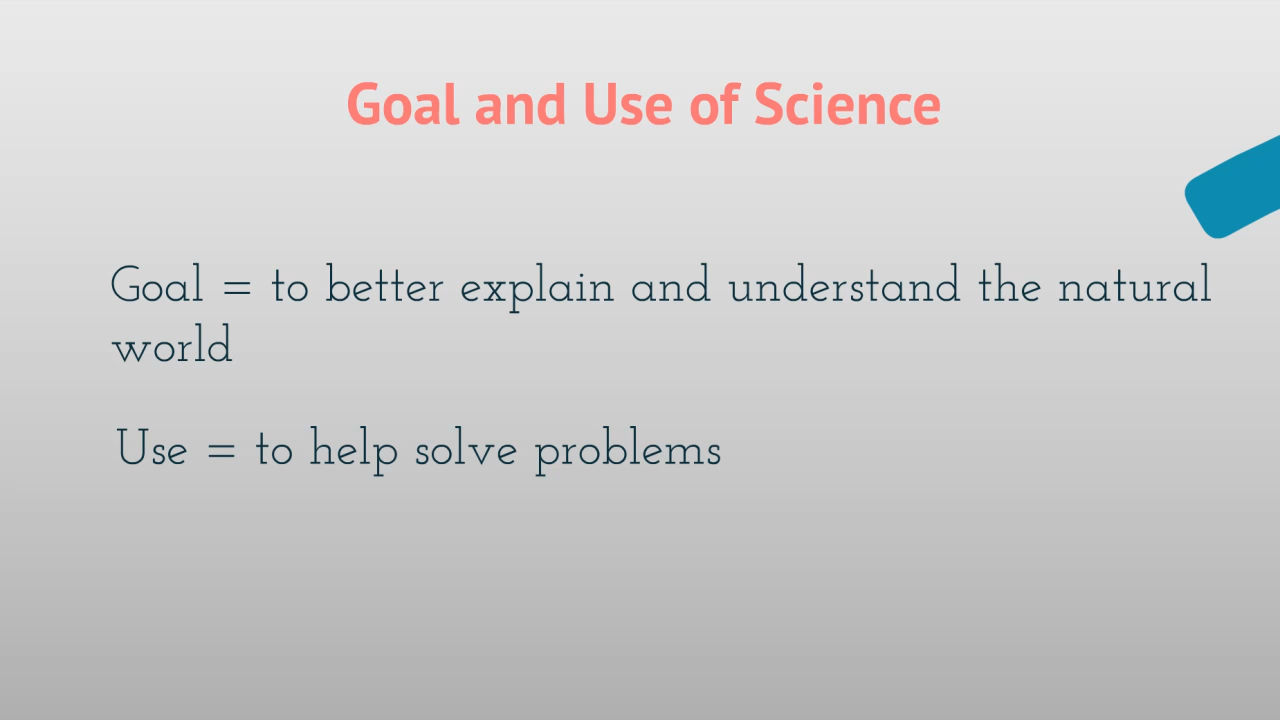 Goal and Use of Science
Goal = to better explain and understand the natural
world
Use = to help solve problems